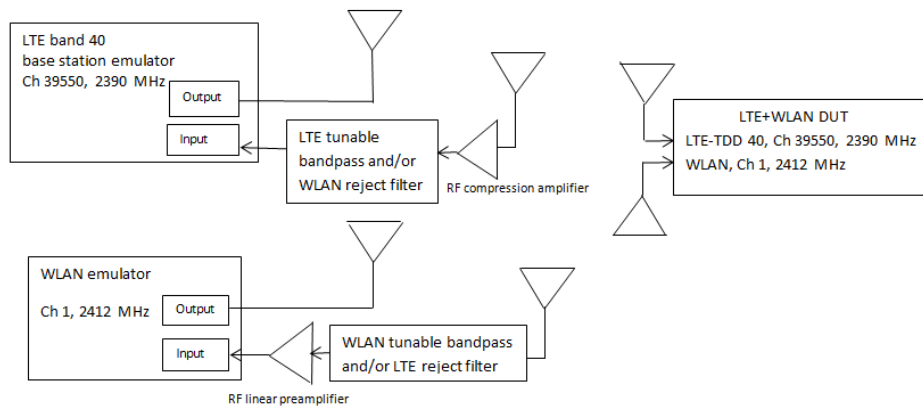 LTE band 40
base station emulator
Ch 39550, 2390 MHz
Output
Input
LTE tunable
bandpass and/or
WLAN reject filter
RF compression amplifier
LTE+WLAN DUT
LTE-TDD 40, Ch 39550, 2390 MHz
WLAN, Ch 1, 2412 MHz
WLAN emulator
Ch 1, 2412 MHz
Output
Input
WLAN tunable bandpass
and/or LTE reject filter
RF linear preamplifier